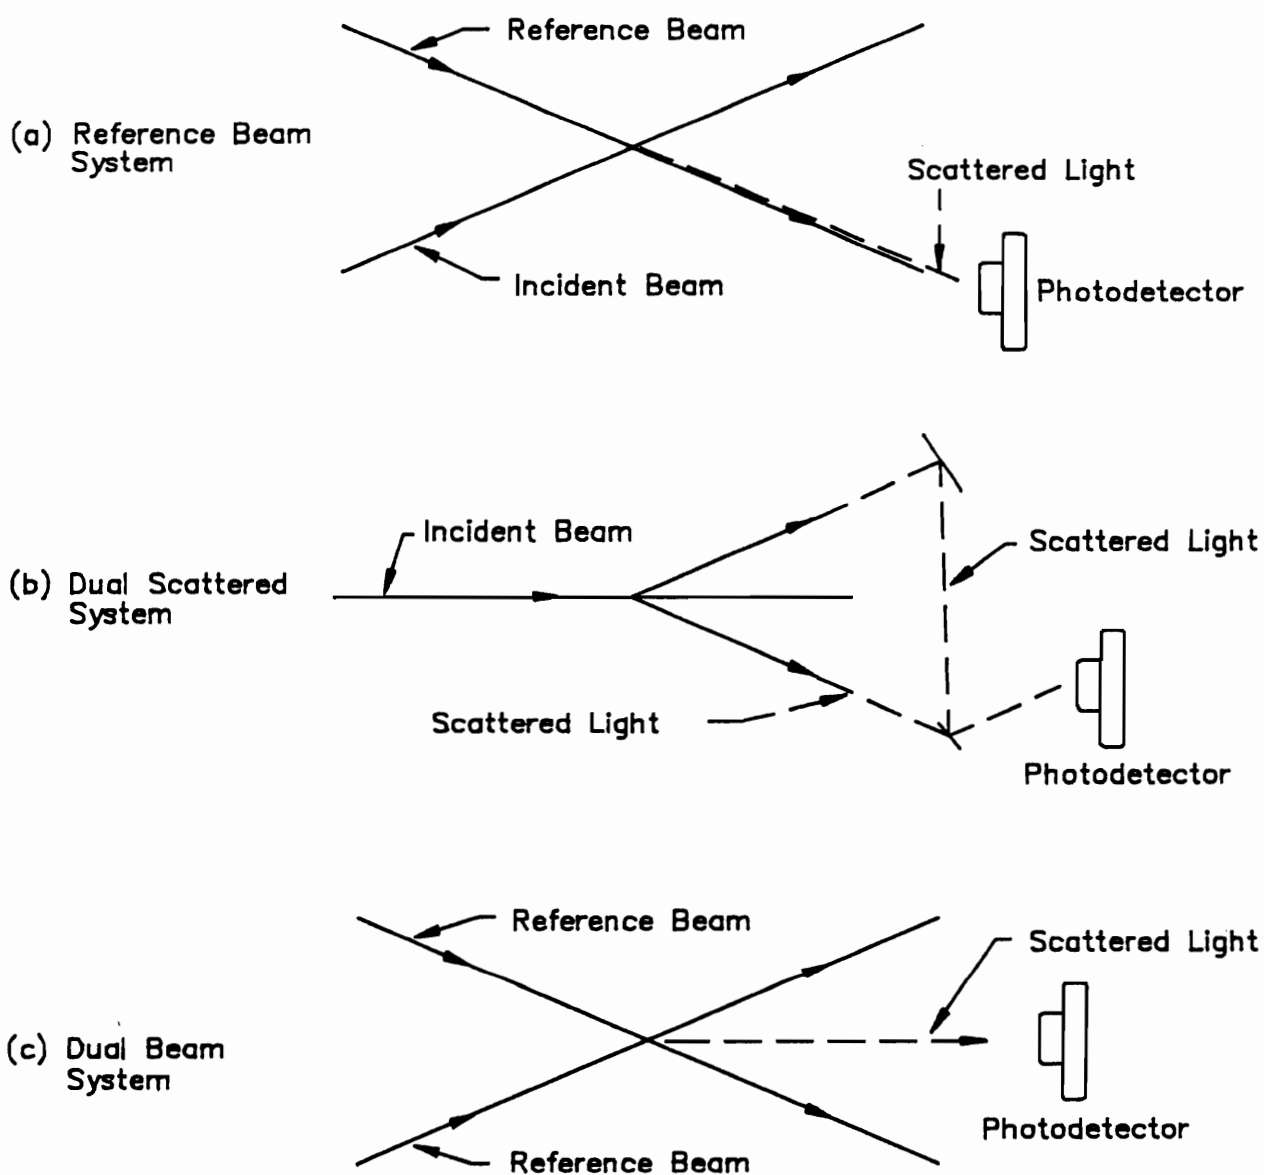 Reference Beam
(a) Reference Beam
System
Scattered Light
Incident Beam
Photodetector
Incident Beam
Scattered Light
(b) Dual Scattered
System
Scattered Light
Photodetector
Reference Beam
Scattered Light
(c) Dual Beam
System
Photodetector
Reference Beam